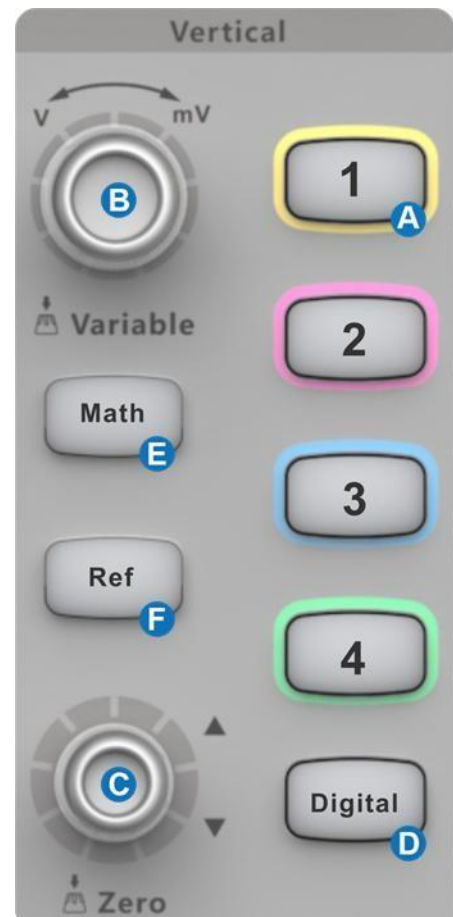 Vertical
V mV
B
1
A
Variable
2
Math
E
3
Ref
F
4
C
Digital
D
Zero